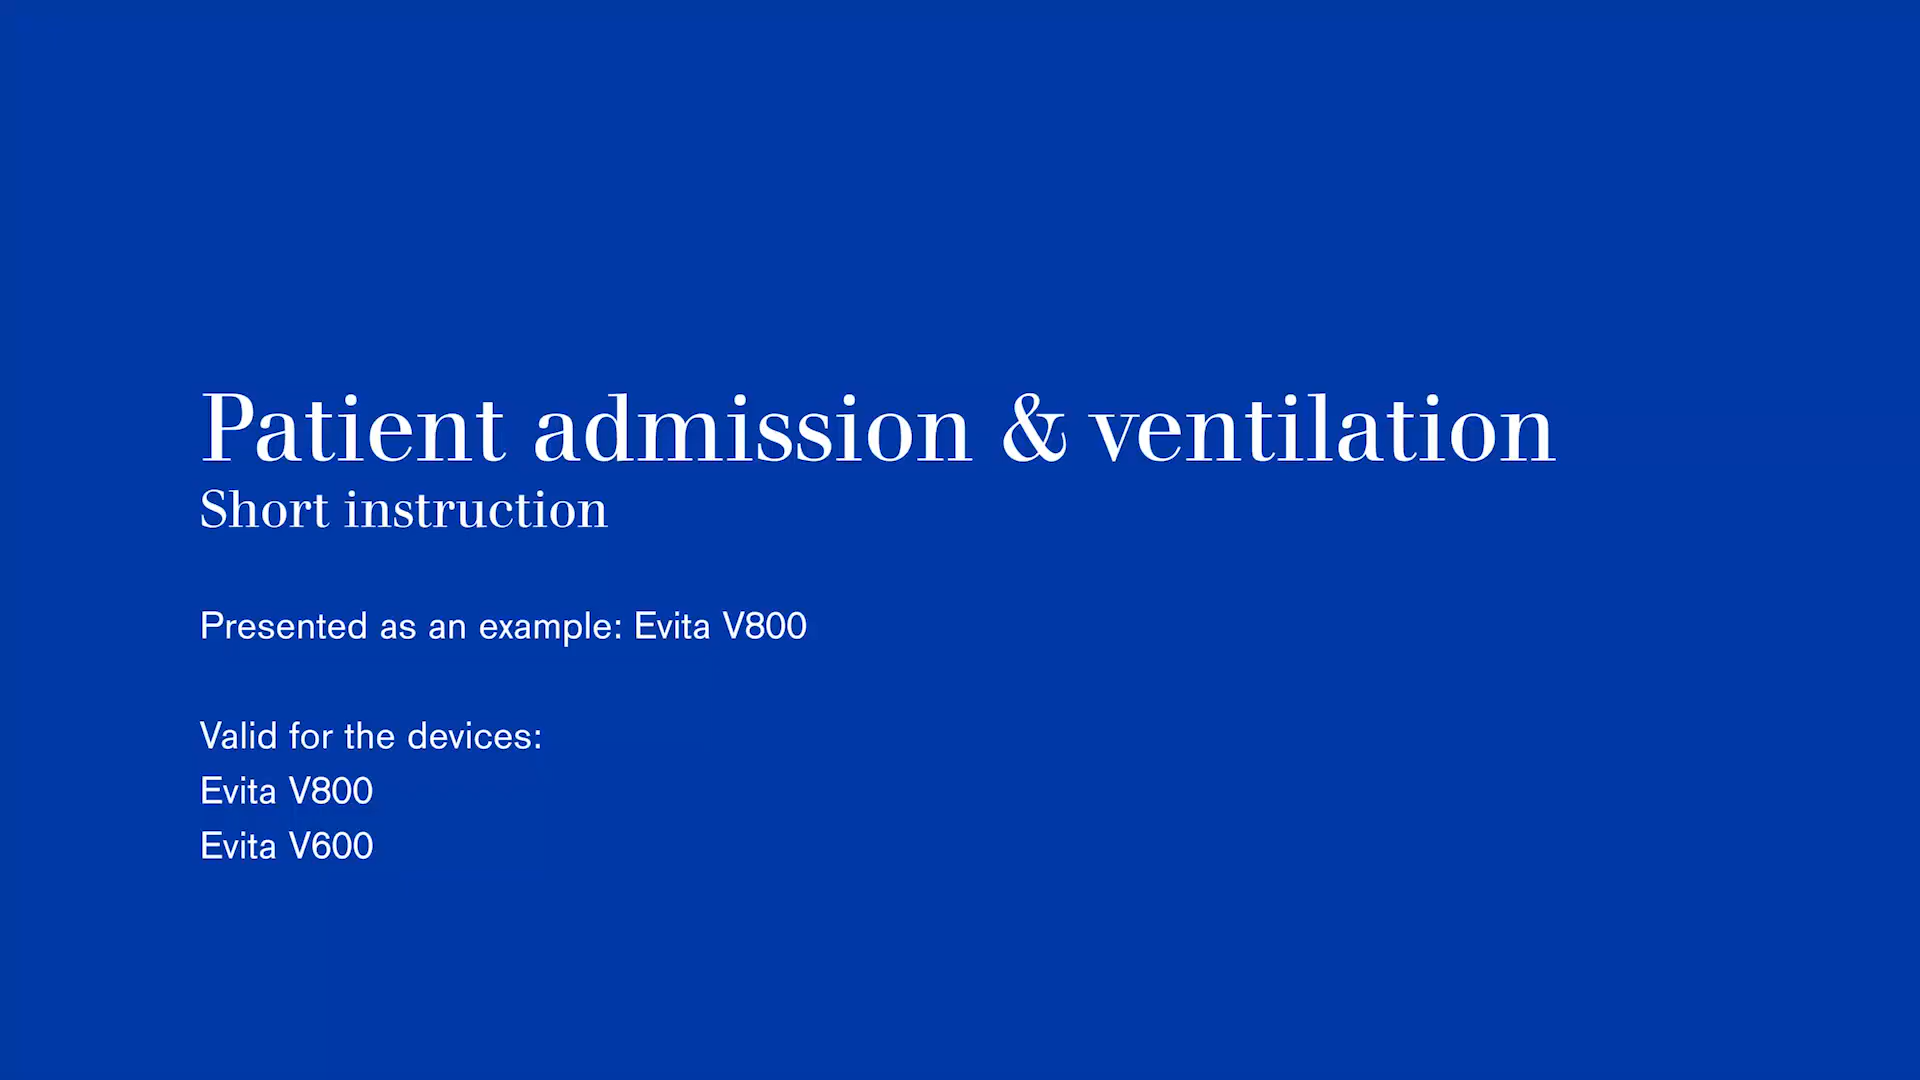 Patient admission & ventilation
Short instruction
Presented as an example: Evita V800
Valid for the devices:
Evita V800
Evita V600